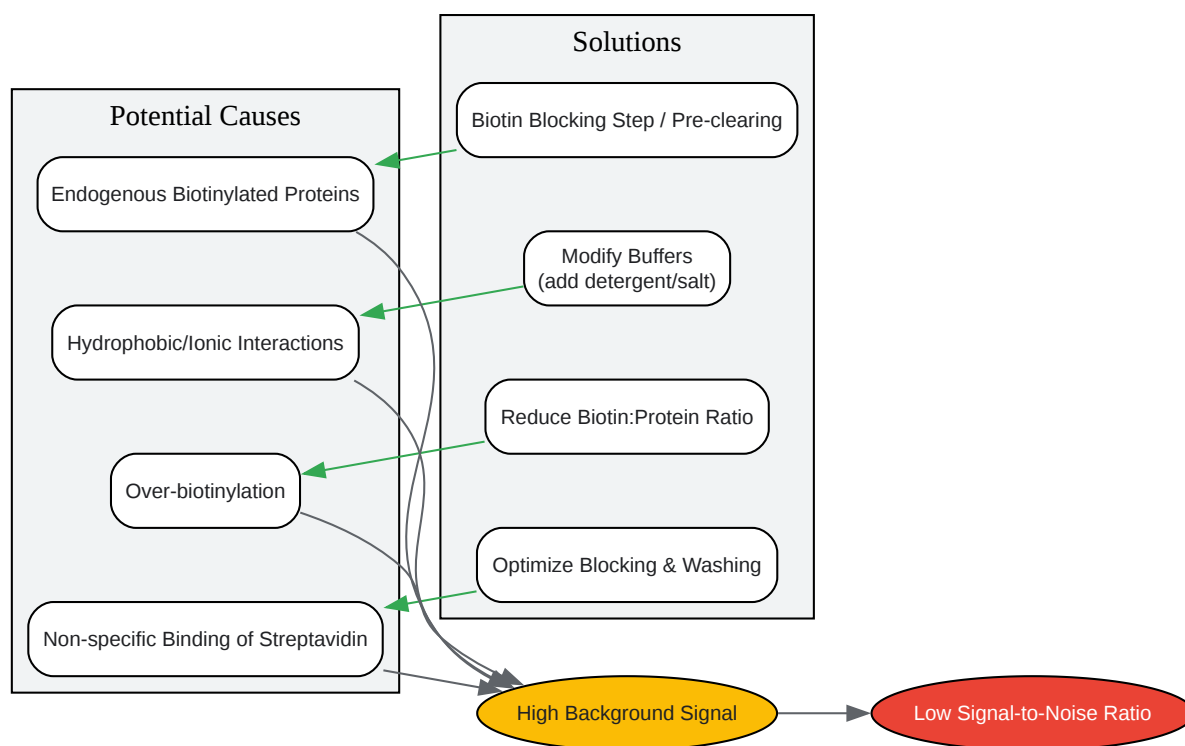 Solutions
Potential Causes
Biotin Blocking Step / Pre-clearing
Endogenous Biotinylated Proteins
Modify Buffers
(add detergent/salt)
Hydrophobic/Ionic Interactions
Reduce Biotin:Protein Ratio
Over-biotinylation
Optimize Blocking & Washing
Non-specific Binding of Streptavidin
High Background Signal
Low Signal-to-Noise Ratio